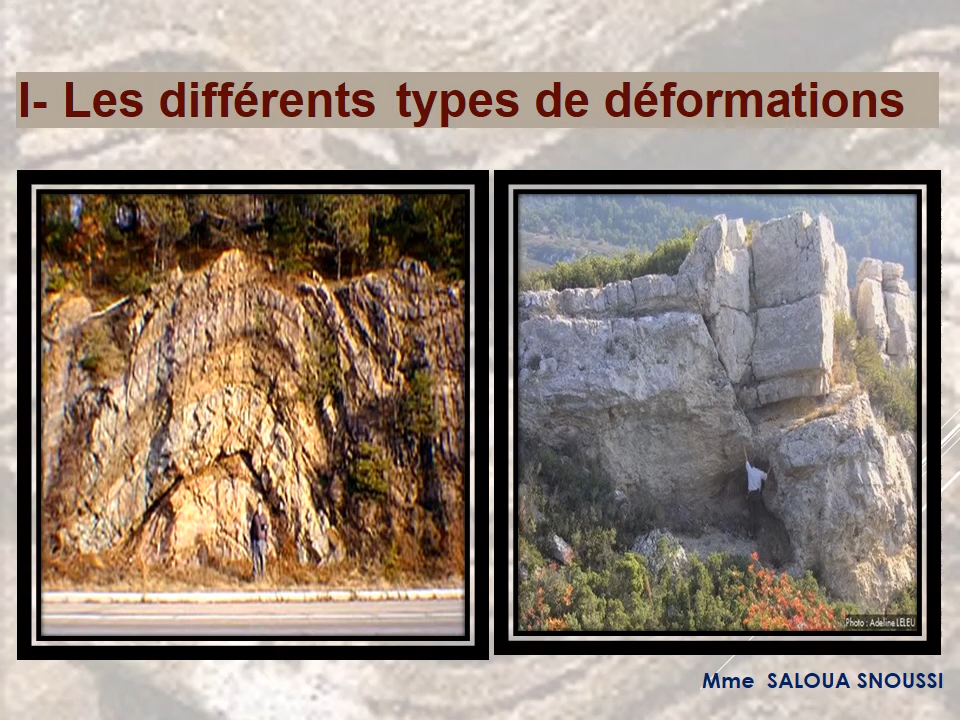 I- Les différents types de déformations
Photo : Adeline LELEU
Mme SALOUA SNOUSSI